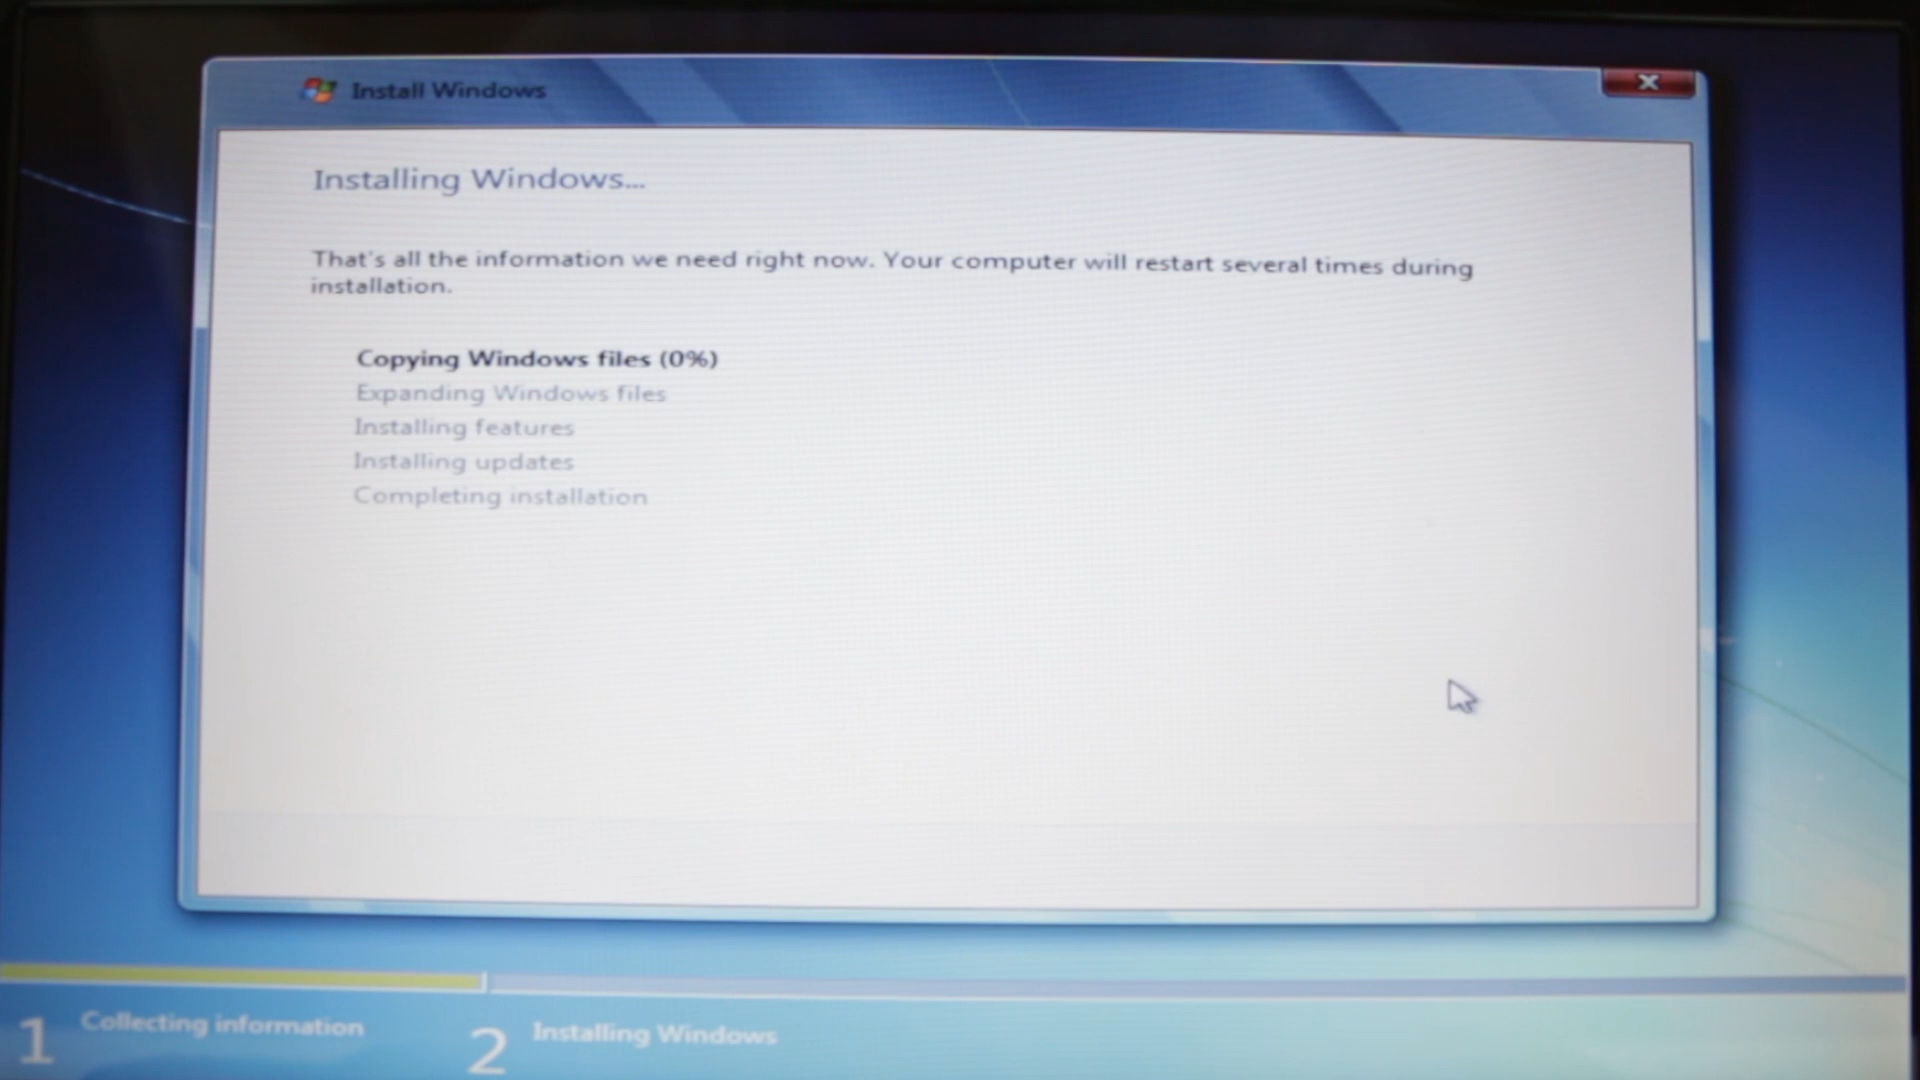 Install Windows
Installing Windows...
That's all the information we need right now. Your computer will restart several times during
installation.
Copying Windows files (0%)
Expanding Windows files
Installing features
Installing updates
Completing installation
1 Collecting information
2 Installing Windows